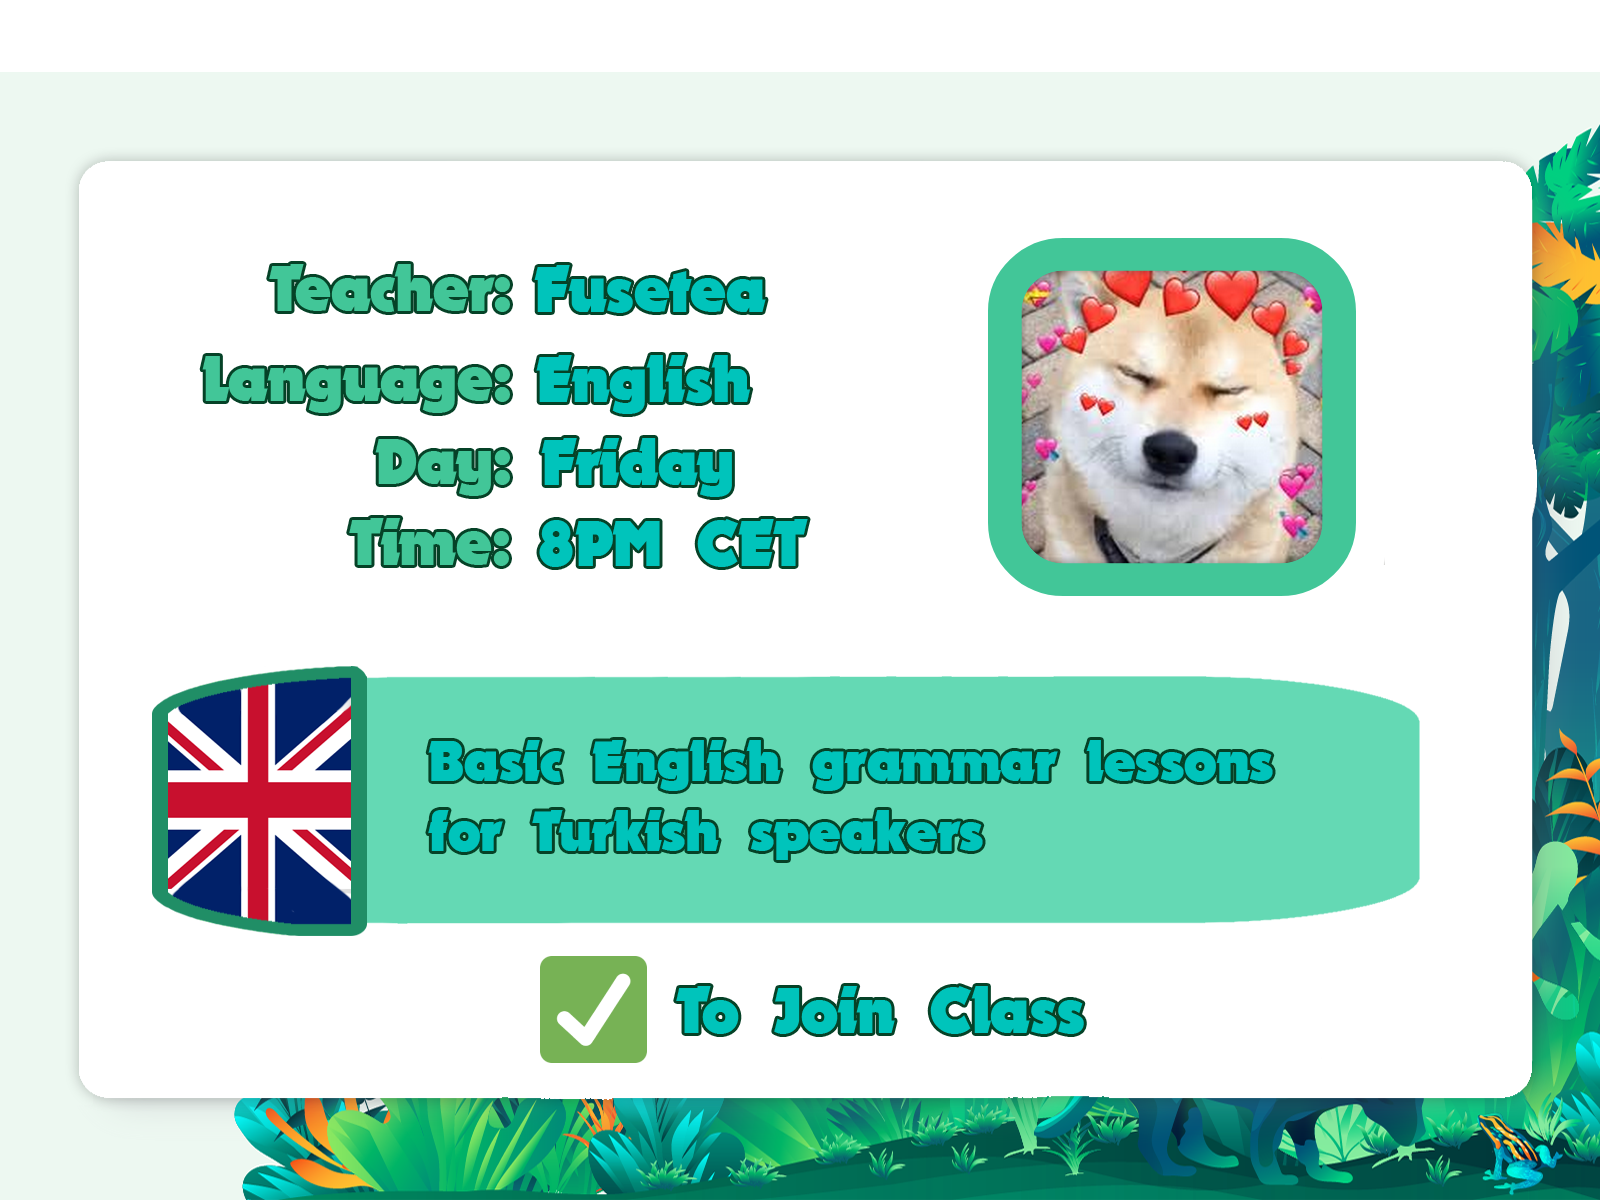 Teacher: Fusetea
Language: English
Day: Friday
Time: 8PM CET
Basic English grammar lessons
for Turkish speakers
To Join Class